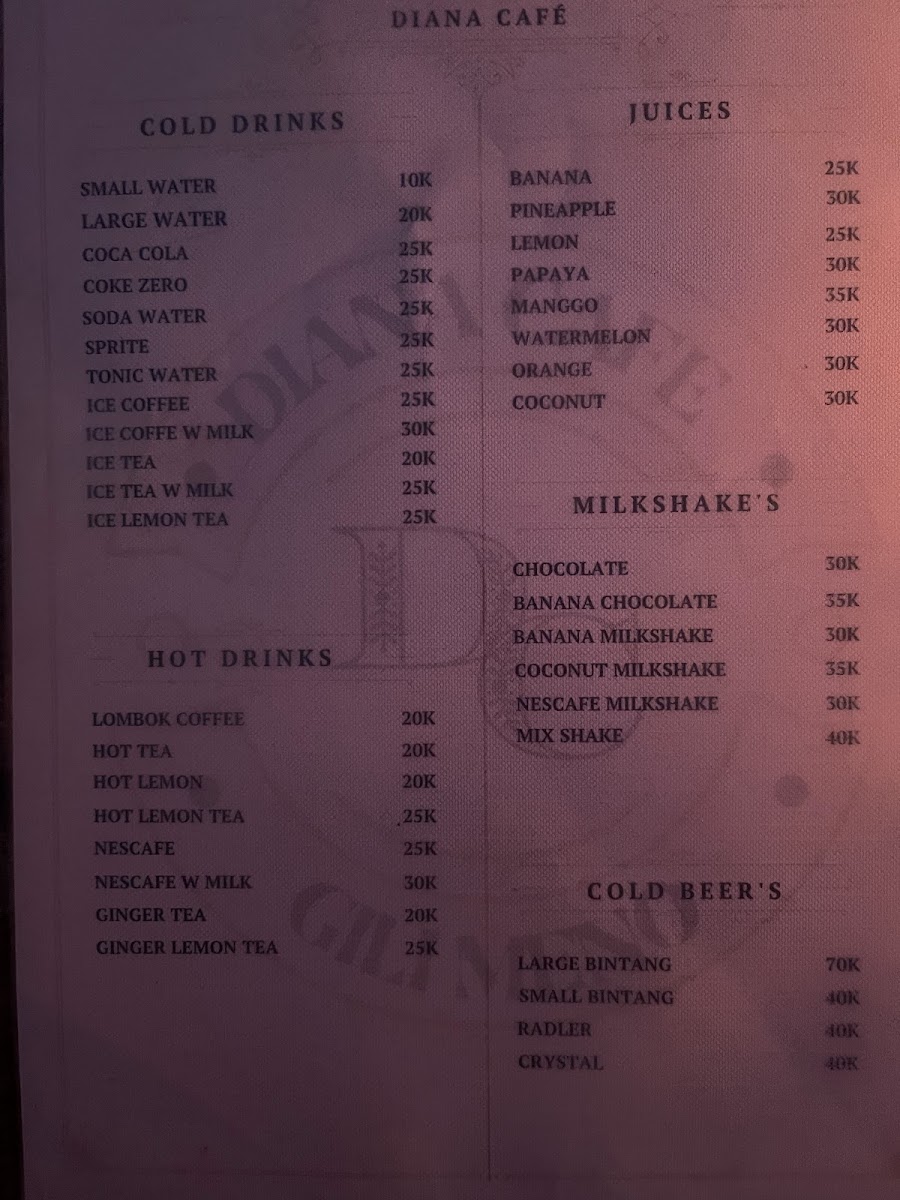 DIANA CAFÉ
COLD DRINKS
SMALL WATER 10K
LARGE WATER 20K
COCA COLA 25K
COKE ZERO 25K
SODA WATER 25K
SPRITE 25K
TONIC WATER 25K
ICE COFFEE 25K
ICE COFFE W MILK 30K
ICE TEA 20K
ICE TEA W MILK 25K
ICE LEMON TEA 25K
HOT DRINKS
LOMBOK COFFEE 20K
HOT TEA 20K
HOT LEMON 20K
HOT LEMON TEA 25K
NESCAFE 25K
NESCAFE W MILK 30K
GINGER TEA 20K
GINGER LEMON TEA 25K
JUICES
BANANA 25K
PINEAPPLE 30K
LEMON 25K
PAPAYA 30K
MANGGO 35K
WATERMELON 30K
ORANGE 30K
COCONUT 30K
MILKSHAKE'S
CHOCOLATE 30K
BANANA CHOCOLATE 35K
BANANA MILKSHAKE 30K
COCONUT MILKSHAKE 35K
NESCAFE MILKSHAKE 30K
MIX SHAKE 40K
COLD BEER'S
LARGE BINTANG 70K
SMALL BINTANG 40K
RADLER 40K
CRYSTAL 40K
DIANA CAFE
DC
GILI MENO